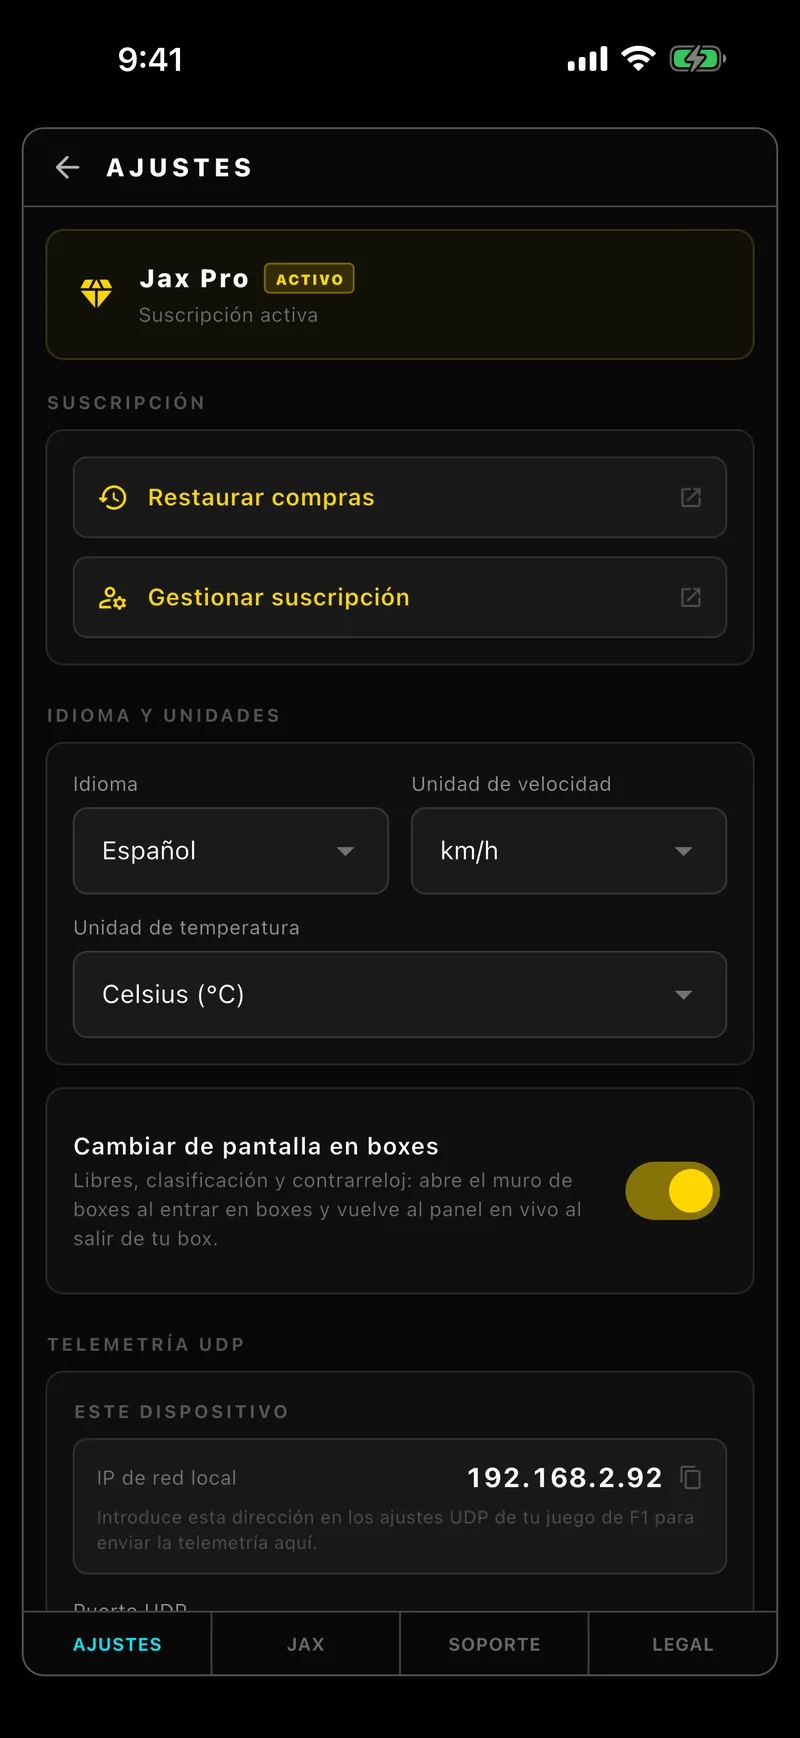 9:41
AJUSTES
Jax Pro ACTIVO
Suscripción activa
SUSCRIPCIÓN
Restaurar compras
Gestionar suscripción
IDIOMA Y UNIDADES
Idioma
Unidad de velocidad
Español
km/h
Unidad de temperatura
Celsius (°C)
Cambiar de pantalla en boxes
Libres, clasificación y contrarreloj: abre el muro de
boxes al entrar en boxes y vuelve al panel en vivo al
salir de tu box.
TELEMETRÍA UDP
ESTE DISPOSITIVO
IP de red local 192.168.2.92
Introduce esta dirección en los ajustes UDP de tu juego de F1 para
enviar la telemetría aquí.
Puerto UDP
AJUSTES JAX SOPORTE LEGAL